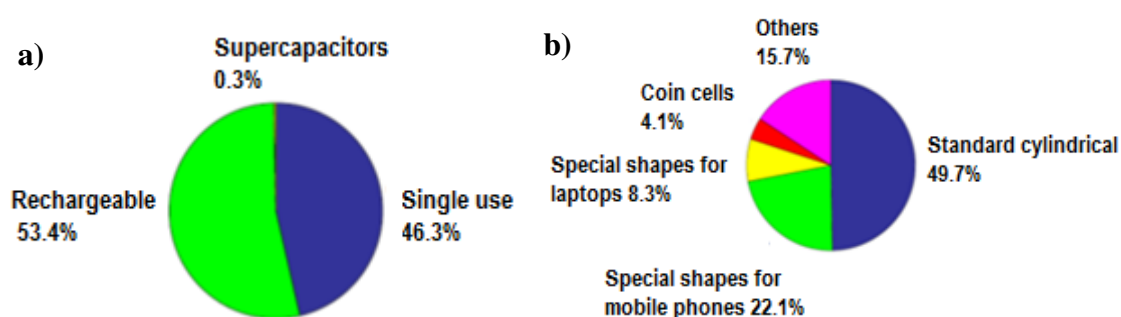 a)
Supercapacitors
0.3%
Rechargeable
53.4%
Single use
46.3%
b)
Others
15.7%
Coin cells
4.1%
Standard cylindrical
49.7%
Special shapes for
laptops 8.3%
Special shapes for
mobile phones 22.1%